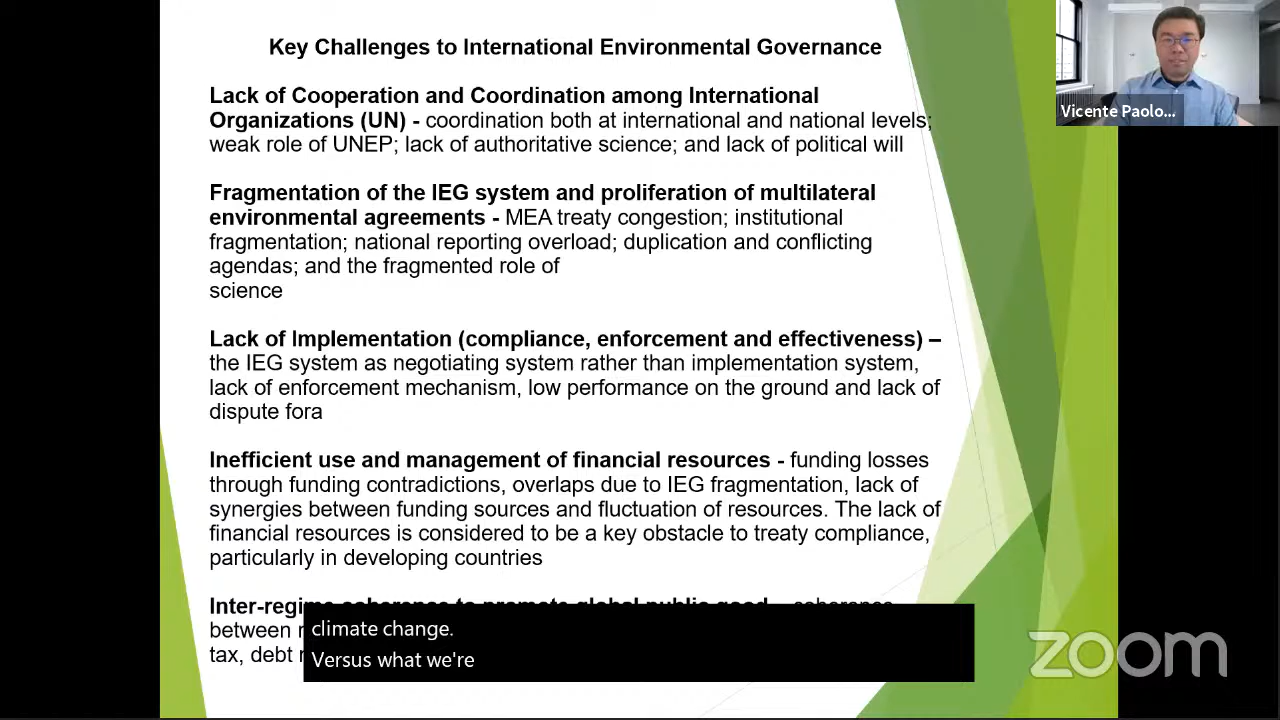 Key Challenges to International Environmental Governance
Lack of Cooperation and Coordination among International
Organizations (UN) - coordination both at international and national levels;
weak role of UNEP; lack of authoritative science; and lack of political will
Fragmentation of the IEG system and proliferation of multilateral
environmental agreements - MEA treaty congestion; institutional
fragmentation; national reporting overload; duplication and conflicting
agendas; and the fragmented role of
science
Lack of Implementation (compliance, enforcement and effectiveness) –
the IEG system as negotiating system rather than implementation system,
lack of enforcement mechanism, low performance on the ground and lack of
dispute fora
Inefficient use and management of financial resources - funding losses
through funding contradictions, overlaps due to IEG fragmentation, lack of
synergies between funding sources and fluctuation of resources. The lack of
financial resources is considered to be a key obstacle to treaty compliance,
particularly in developing countries
Inter-regime coherence to promote global public good – coherence
between
tax, debt
climate change.
Versus what we're
Vicente Paolo...
zoom